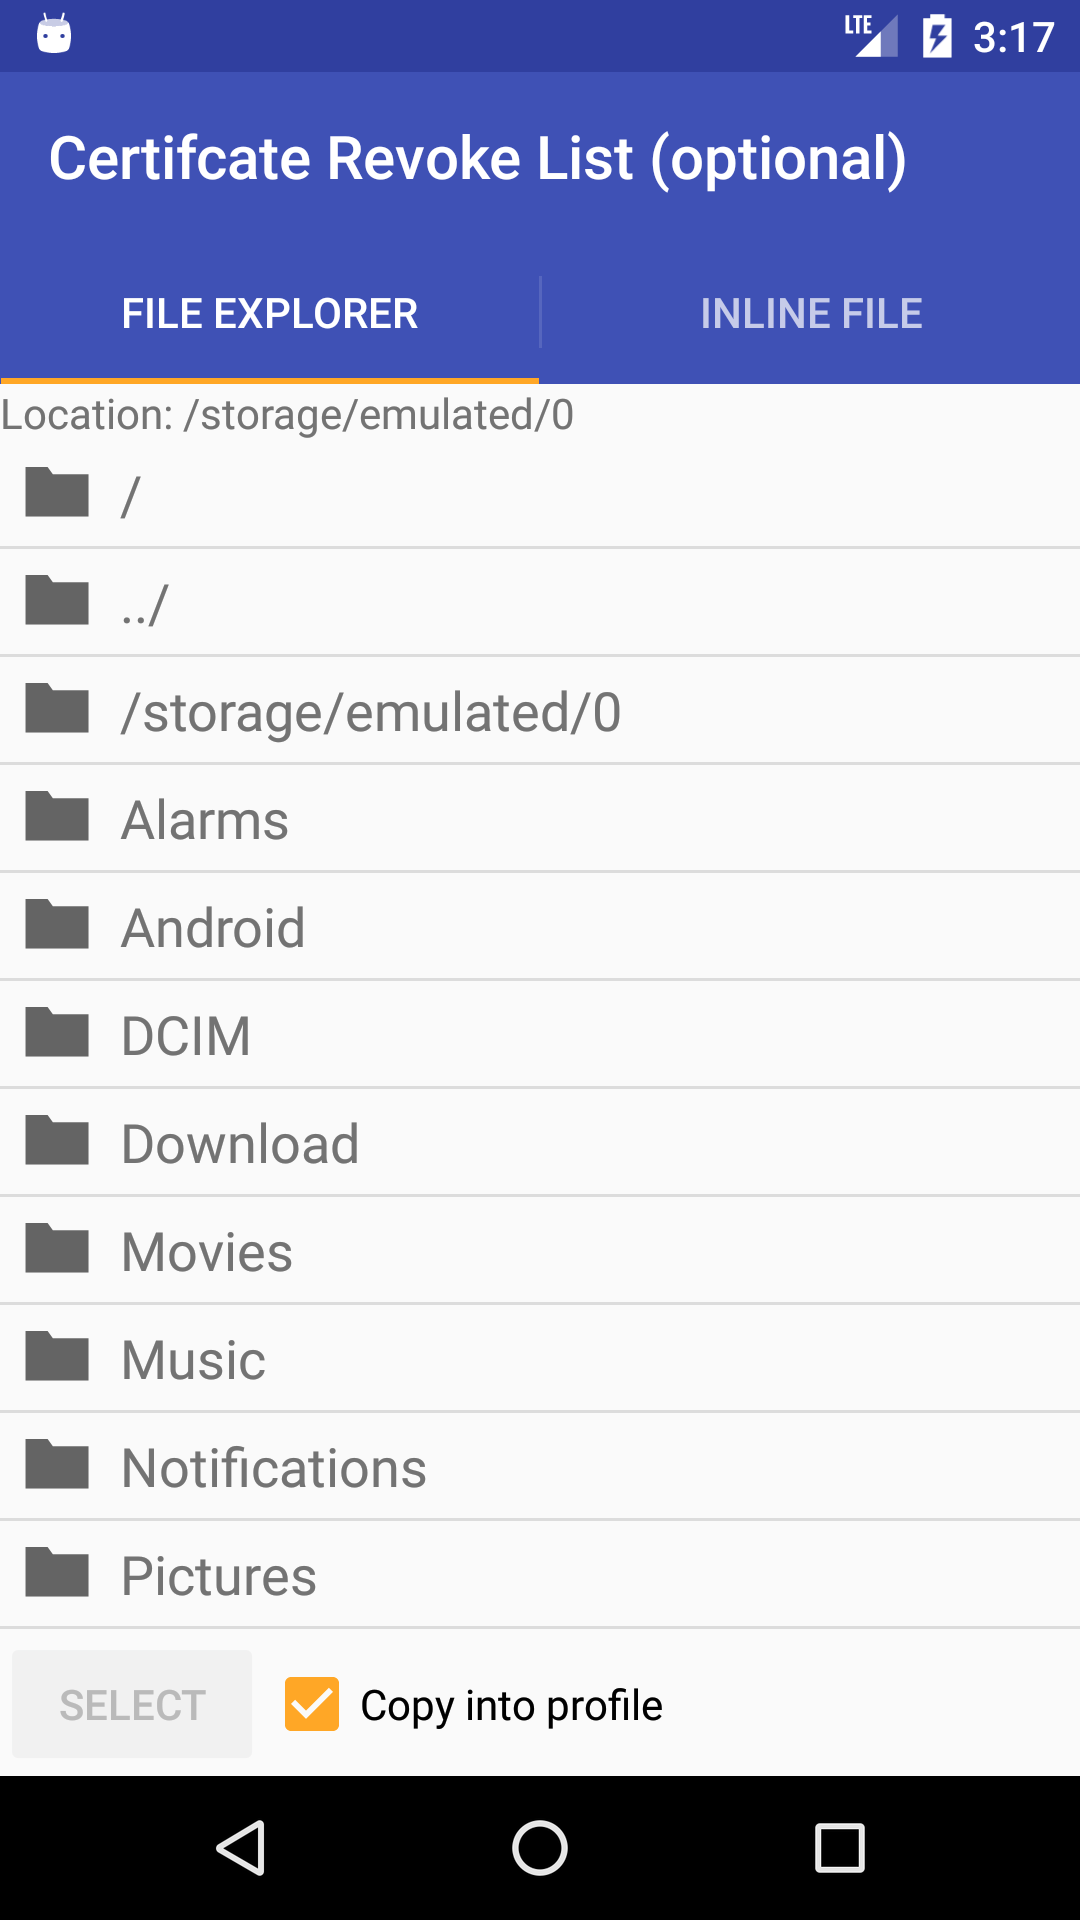 LTE 3:17
Certifcate Revoke List (optional)
FILE EXPLORER INLINE FILE
Location: /storage/emulated/0
/
../
/storage/emulated/0
Alarms
Android
DCIM
Download
Movies
Music
Notifications
Pictures
SELECT Copy into profile